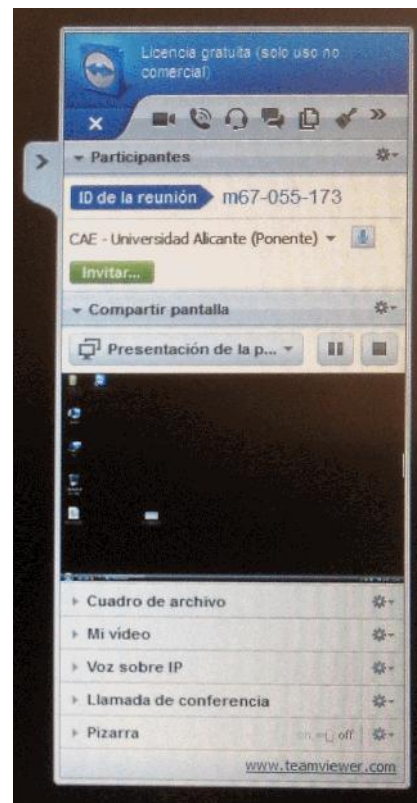 Licencia gratuita (solo uso no
comercial)
Participantes
ID de la reunión m67-055-173
CAE - Universidad Alicante (Ponente)
Invitar...
Compartir pantalla
Presentación de la p...
Cuadro de archivo
Mi vídeo
Voz sobre IP
Llamada de conferencia
Pizarra off
www.teamviewer.com